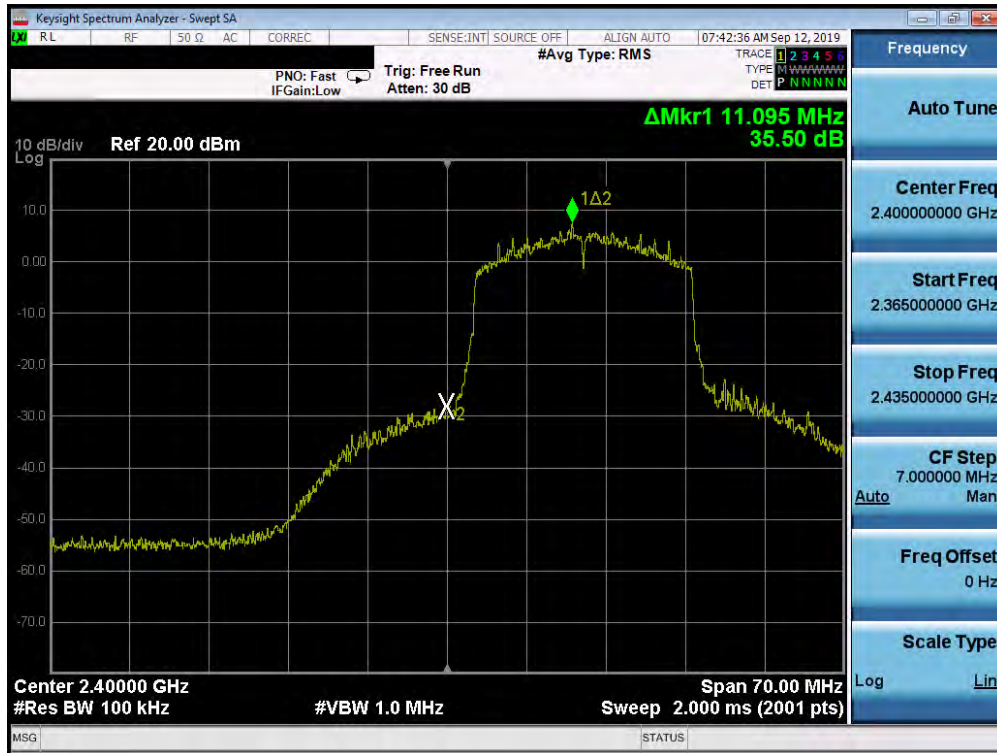 Keysight Spectrum Analyzer - Swept SA
LXI RL RF 50 Ω AC CORREC SENSE:INT SOURCE OFF ALIGN AUTO 07:42:36 AM Sep 12, 2019
#Avg Type: RMS
TRACE 1 2 3 4 5 6
PNO: Fast Trig: Free Run
TYPE M WWWWW
IFGain:Low Atten: 30 dB
DET P N N N N N
ΔMkr1 11.095 MHz
35.50 dB
10 dB/div Ref 20.00 dBm
Log
1Δ2
10.0
0.00
-10.0
-20.0
-30.0
X2
-40.0
-50.0
-60.0
-70.0
Center 2.40000 GHz Span 70.00 MHz
#Res BW 100 kHz #VBW 1.0 MHz Sweep 2.000 ms (2001 pts)
MSG STATUS
Frequency
Auto Tune
Center Freq
2.400000000 GHz
Start Freq
2.365000000 GHz
Stop Freq
2.435000000 GHz
CF Step
7.000000 MHz
Auto Man
Freq Offset
0 Hz
Scale Type
Log Lin